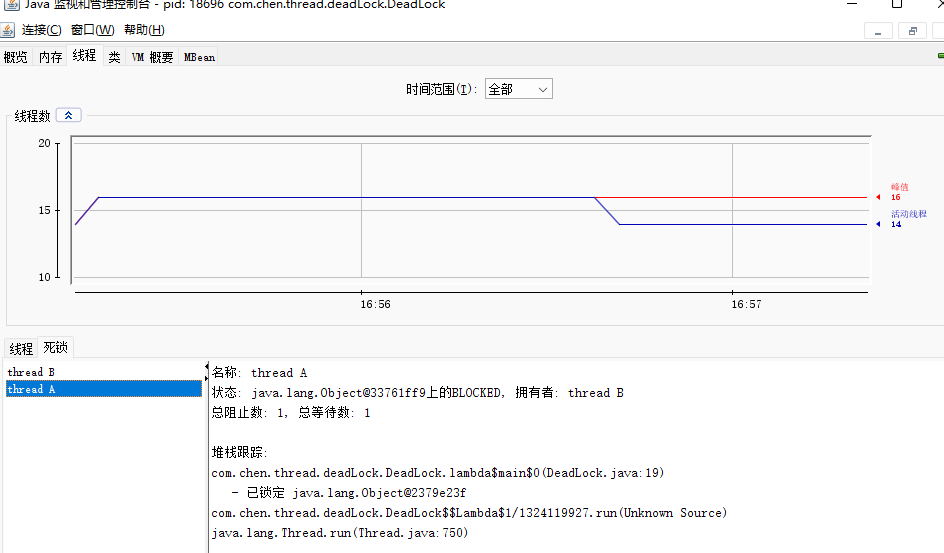 Java 监视和管理控制台 - pid: 18696 com.chen.thread.deadLock.DeadLock
连接(C) 窗口(W) 帮助(H)
概览 内存 线程 类 VM 概要 MBean
时间范围(I): 全部
线程数
20
15
10
峰值
16
活动线程
14
16:56 16:57
线程 死锁
thread B
thread A
名称: thread A
状态: java.lang.Object@33761ff9上的BLOCKED, 拥有者: thread B
总阻止数: 1, 总等待数: 1
堆栈跟踪:
com.chen.thread.deadLock.DeadLock.lambda$main$0(DeadLock.java:19)
- 已锁定 java.lang.Object@2379e23f
com.chen.thread.deadLock.DeadLock$$Lambda$1/1324119927.run(Unknown Source)
java.lang.Thread.run(Thread.java:750)